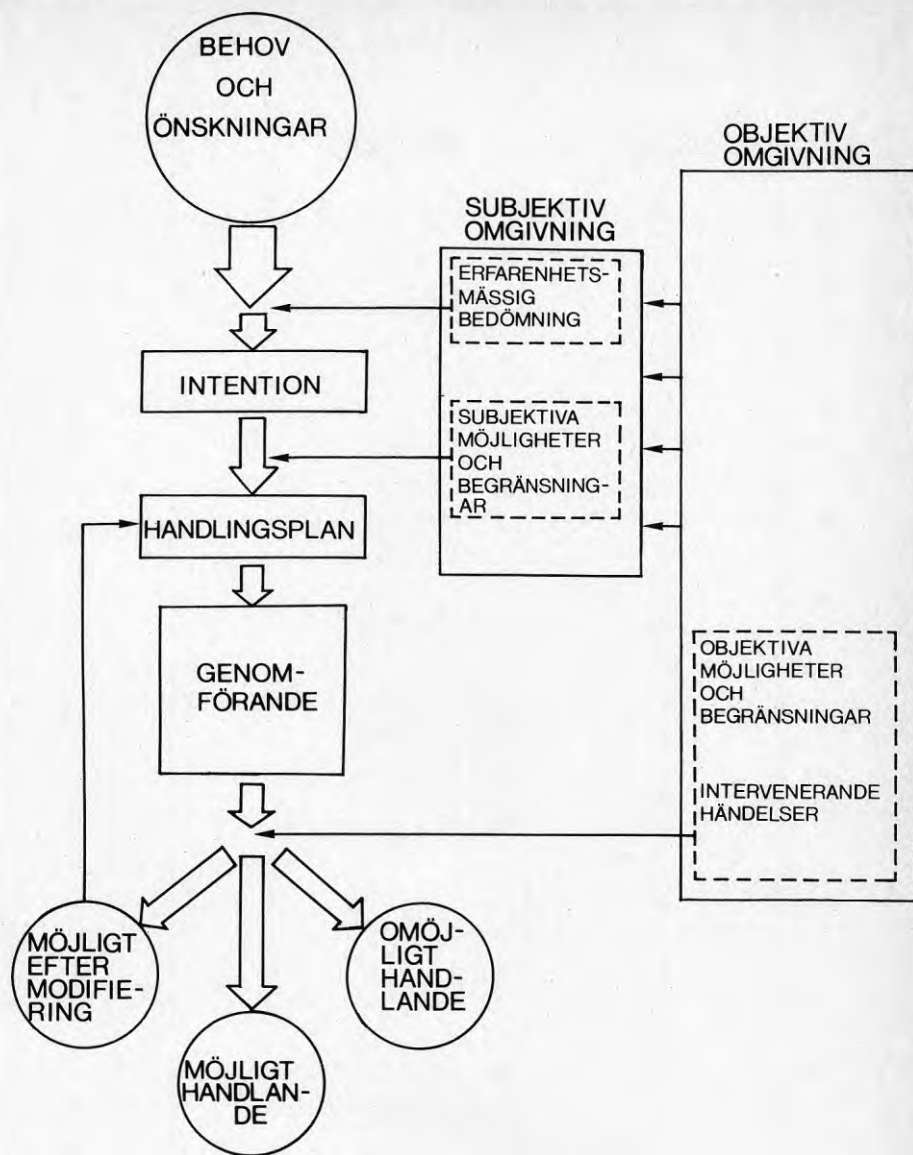 BEHOV
OCH
ÖNSKNINGAR
OBJEKTIV
OMGIVNING
SUBJEKTIV
OMGIVNING
ERFARENHETS-
MÄSSIG
BEDÖMNING
INTENTION
SUBJEKTIVA
MÖJLIGHETER
OCH
BEGRÄNSNING-
AR
HANDLINGSPLAN
GENOM-
FÖRANDE
OBJEKTIVA
MÖJLIGHETER
OCH
BEGRÄNSNINGAR
INTERVENERANDE
HÄNDELSER
MÖJLIGT
EFTER
MODIFIE-
RING
OMÖJ-
LIGT
HAND-
LANDE
MÖJLIGT
HANDLAN-
DE